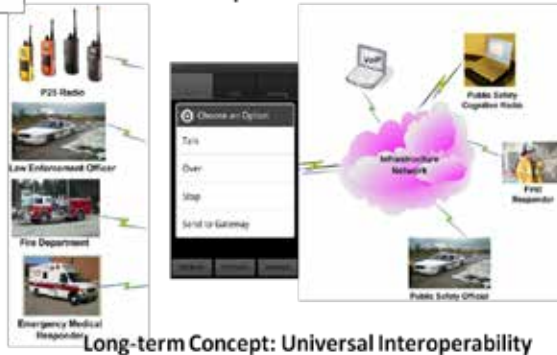 P25 Radio
Law Enforcement Officer
Fire Department
Emergency Medical
Responder
Choose an Option
Talk
Over
Stop
Send to Gateway
VoIP
Public Safety
Cognitive Radio
Infrastructure
Network
First
Responder
Public Safety Official
Long-term Concept: Universal Interoperability